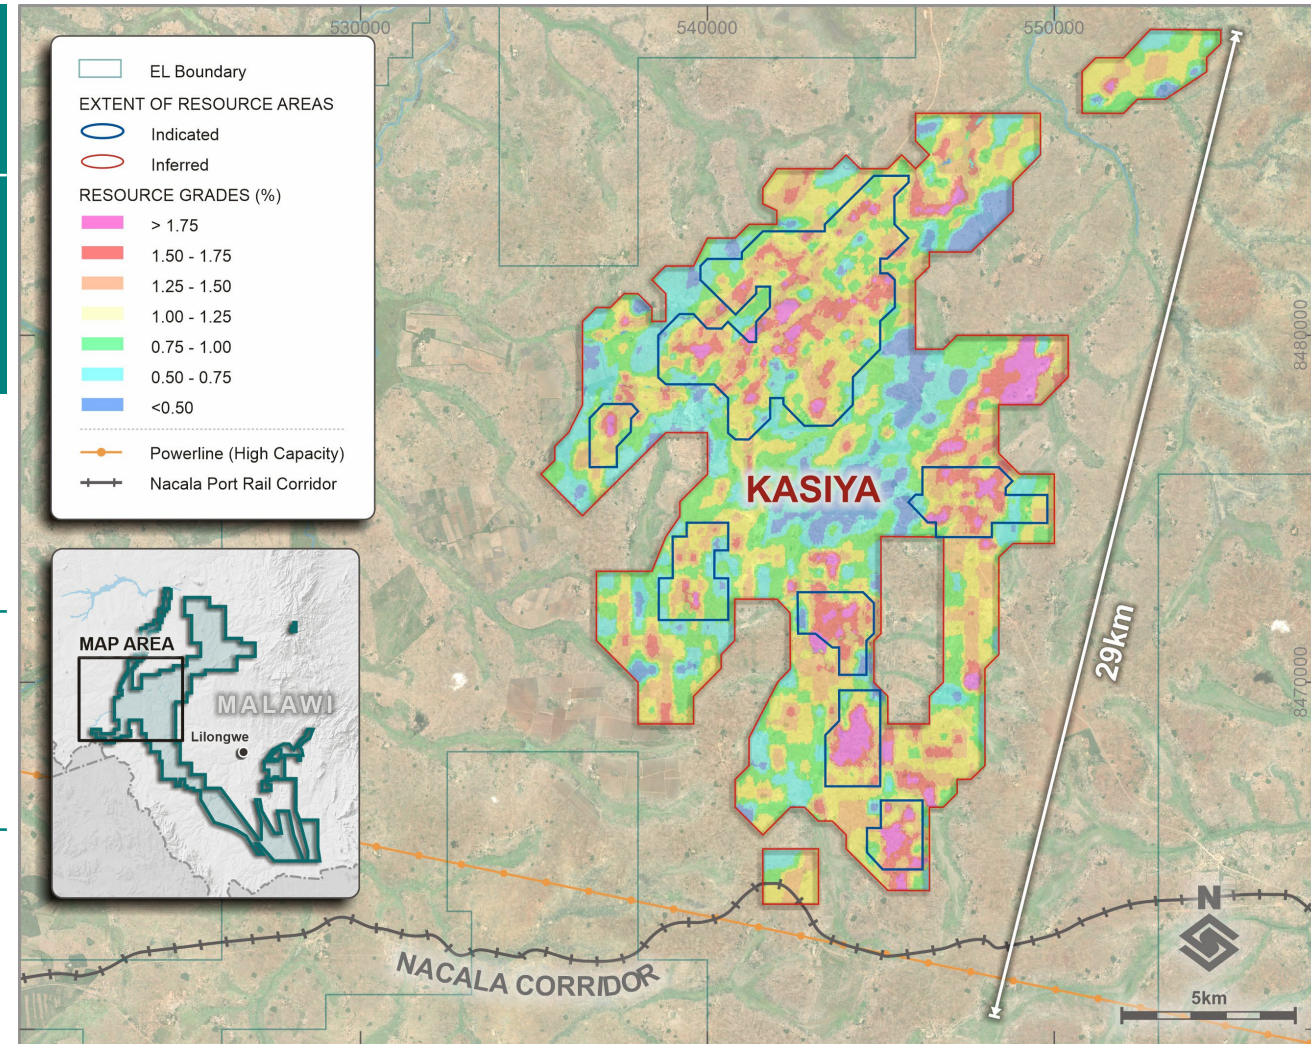 530000
540000
550000
EL Boundary
EXTENT OF RESOURCE AREAS
Indicated
Inferred
RESOURCE GRADES (%)
> 1.75
1.50 - 1.75
1.25 - 1.50
1.00 - 1.25
0.75 - 1.00
0.50 - 0.75
<0.50
Powerline (High Capacity)
Nacala Port Rail Corridor
8480000
KASIYA
MAP AREA
MALAWI
Lilongwe
29km
8470000
NACALA CORRIDOR
N
5km